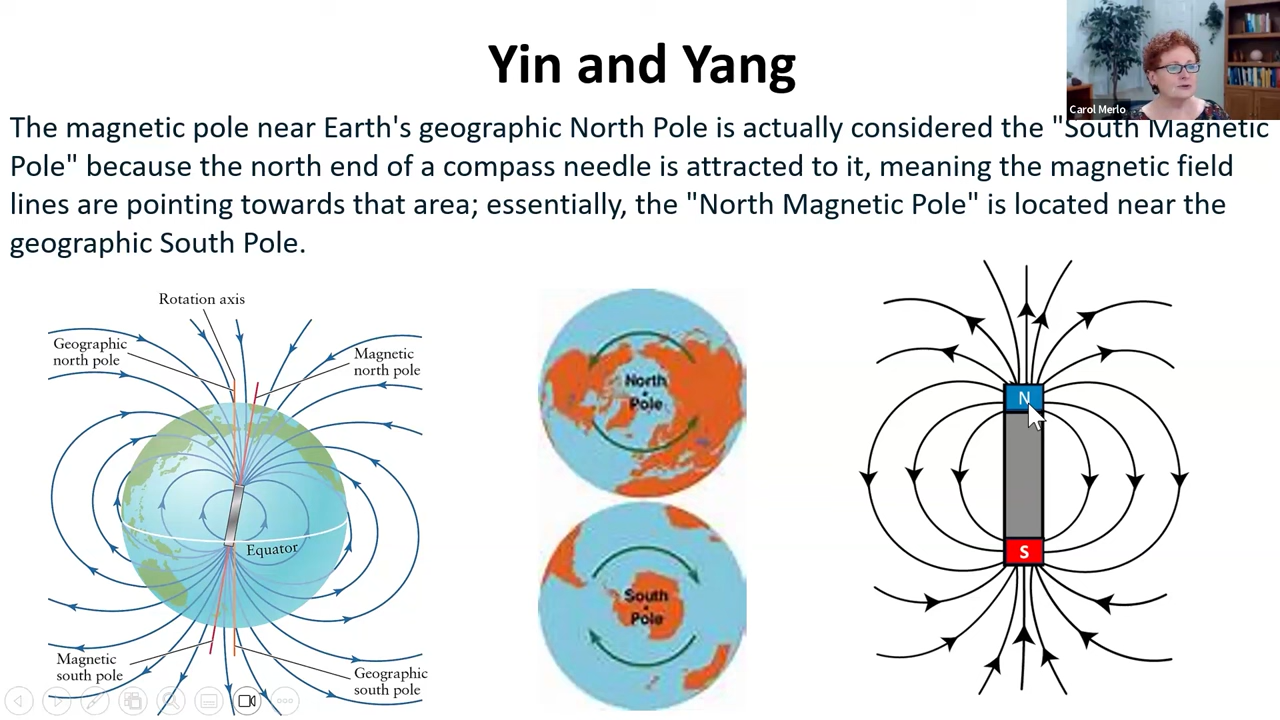 Yin and Yang
Carol Merlo
The magnetic pole near Earth's geographic North Pole is actually considered the "South Magnetic
Pole" because the north end of a compass needle is attracted to it, meaning the magnetic field
lines are pointing towards that area; essentially, the "North Magnetic Pole" is located near the
geographic South Pole.
Rotation axis
Geographic
north pole
Magnetic
north pole
Equator
Magnetic
south pole
Geographic
south pole
North
Pole
South
Pole
N
S